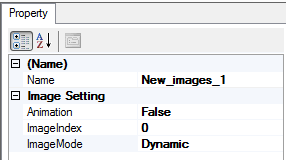 Property
A Z
(Name)
Name New_images_1
Image Setting
Animation False
ImageIndex 0
ImageMode Dynamic